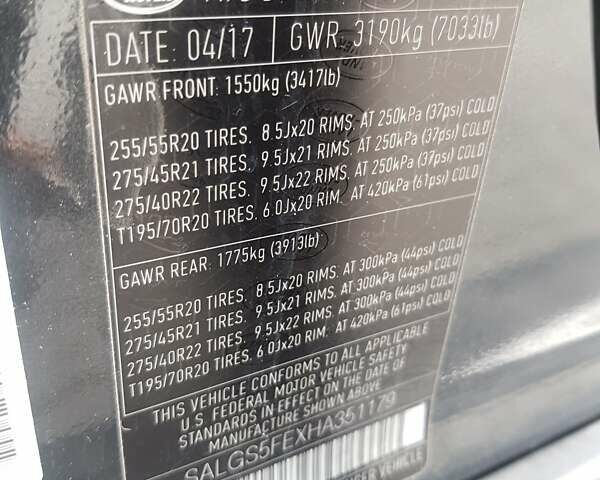 DATE: 04/17 GWR 3190kg (7033lb)
GAWR FRONT: 1550kg (3417lb)
255/55R20 TIRES. 8.5Jx20 RIMS. AT 250kPa (37psi) COLD
275/45R21 TIRES. 9.5Jx21 RIMS. AT 250kPa (37psi) COLD
275/40R22 TIRES. 9.5Jx22 RIMS. AT 250kPa (37psi) COLD
T195/70R20 TIRES. 6.0Jx20 RIM. AT 420kPa (61psi) COLD
GAWR REAR: 1775kg (3913lb)
255/55R20 TIRES. 8.5Jx20 RIMS. AT 300kPa (44psi) COLD
275/45R21 TIRES. 9.5Jx21 RIMS. AT 300kPa (44psi) COLD
275/40R22 TIRES. 9.5Jx22 RIMS. AT 300kPa (44psi) COLD
T195/70R20 TIRES. 6.0Jx20 RIM. AT 420kPa (61psi) COLD
THIS VEHICLE CONFORMS TO ALL APPLICABLE
U.S. FEDERAL MOTOR VEHICLE SAFETY
STANDARDS IN EFFECT ON THE DATE OF
MANUFACTURE SHOWN ABOVE
SALGS5FEXHA351179
VEHICLE